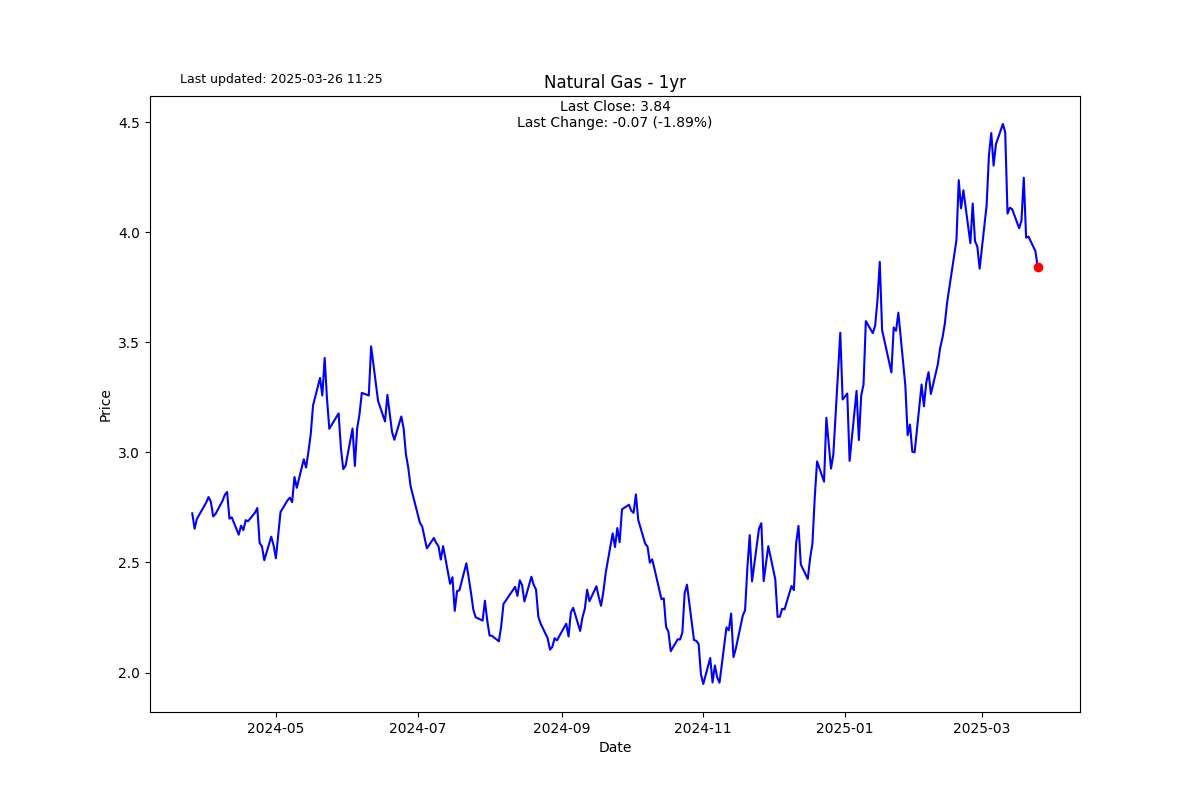 Last updated: 2025-03-26 11:25
Natural Gas - 1yr
Last Close: 3.84
Last Change: -0.07 (-1.89%)
Price
4.5
4.0
3.5
3.0
2.5
2.0
2024-05
2024-07
2024-09
2024-11
2025-01
2025-03
Date